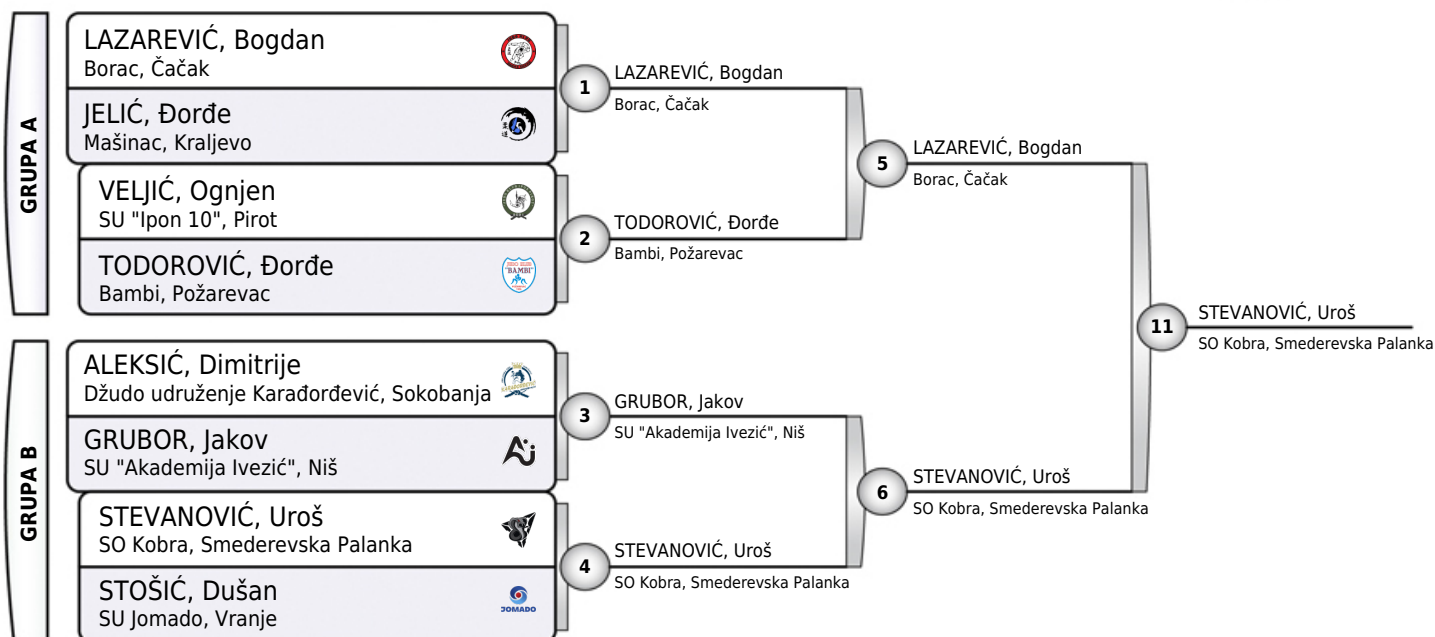 GRUPA A
LAZAREVIĆ, Bogdan
Borac, Čačak
JELIĆ, Đorđe
Mašinac, Kraljevo
VELJIĆ, Ognjen
SU "Ipon 10", Pirot
TODOROVIĆ, Đorđe
Bambi, Požarevac
"BAMBI"
1
LAZAREVIĆ, Bogdan
Borac, Čačak
2
TODOROVIĆ, Đorđe
Bambi, Požarevac
5
LAZAREVIĆ, Bogdan
Borac, Čačak
GRUPA B
ALEKSIĆ, Dimitrije
Džudo udruženje Karađorđević, Sokobanja
GRUBOR, Jakov
SU "Akademija Ivezić", Niš
STEVANOVIĆ, Uroš
SO Kobra, Smederevska Palanka
STOŠIĆ, Dušan
SU Jomado, Vranje
JOMADO
3
GRUBOR, Jakov
SU "Akademija Ivezić", Niš
4
STEVANOVIĆ, Uroš
SO Kobra, Smederevska Palanka
6
STEVANOVIĆ, Uroš
SO Kobra, Smederevska Palanka
11
STEVANOVIĆ, Uroš
SO Kobra, Smederevska Palanka